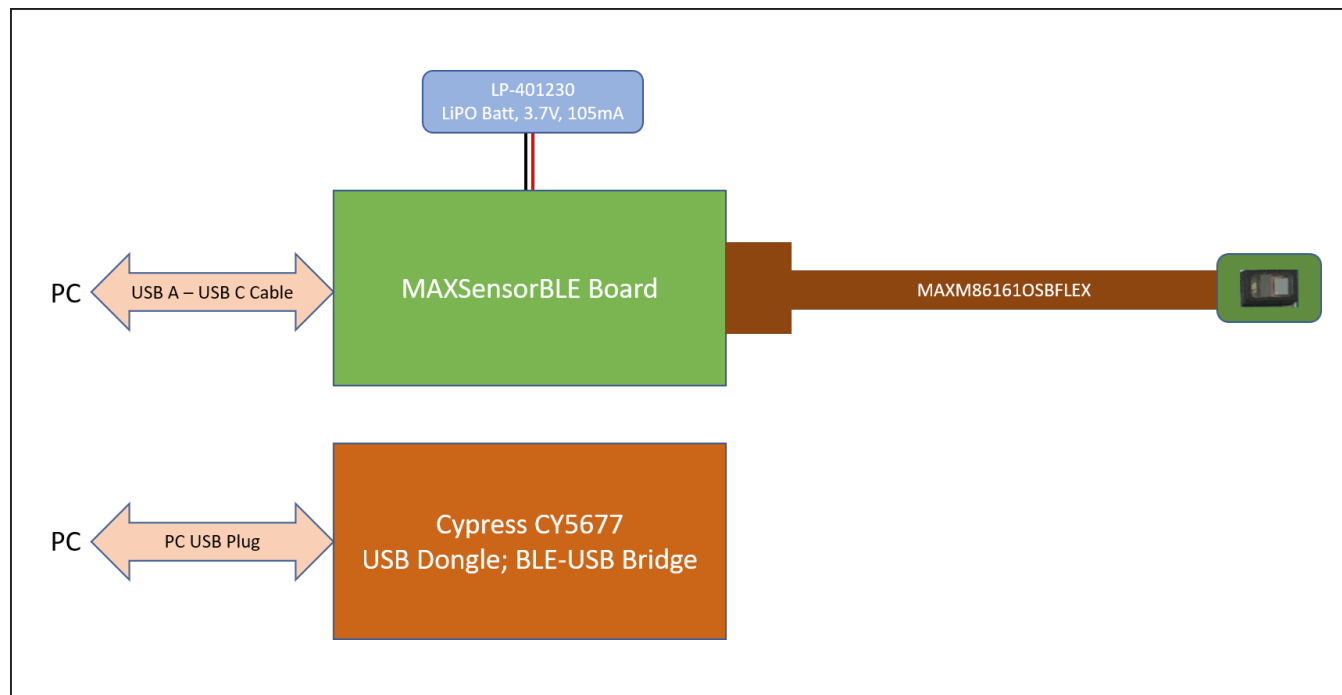 LP-401230
LiPO Batt, 3.7V, 105mA
PC
USB A – USB C Cable
MAXSensorBLE Board
MAXM86161OSBFLEX
PC
PC USB Plug
Cypress CY5677
USB Dongle; BLE-USB Bridge